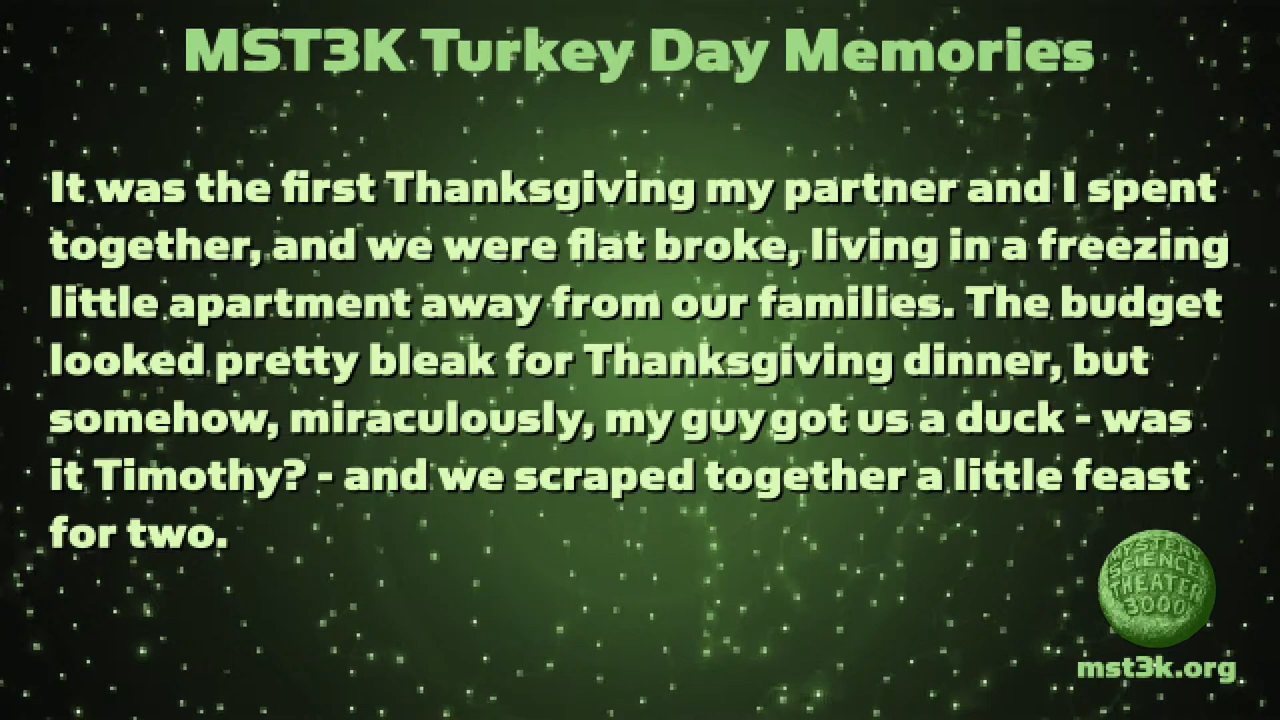 MST3K Turkey Day Memories
It was the first Thanksgiving my partner and I spent
together, and we were flat broke, living in a freezing
little apartment away from our families. The budget
looked pretty bleak for Thanksgiving dinner, but
somehow, miraculously, my guy got us a duck - was
it Timothy? - and we scraped together a little feast
for two.
MYSTERY
SCIENCE
THEATER
3000
mst3k.org